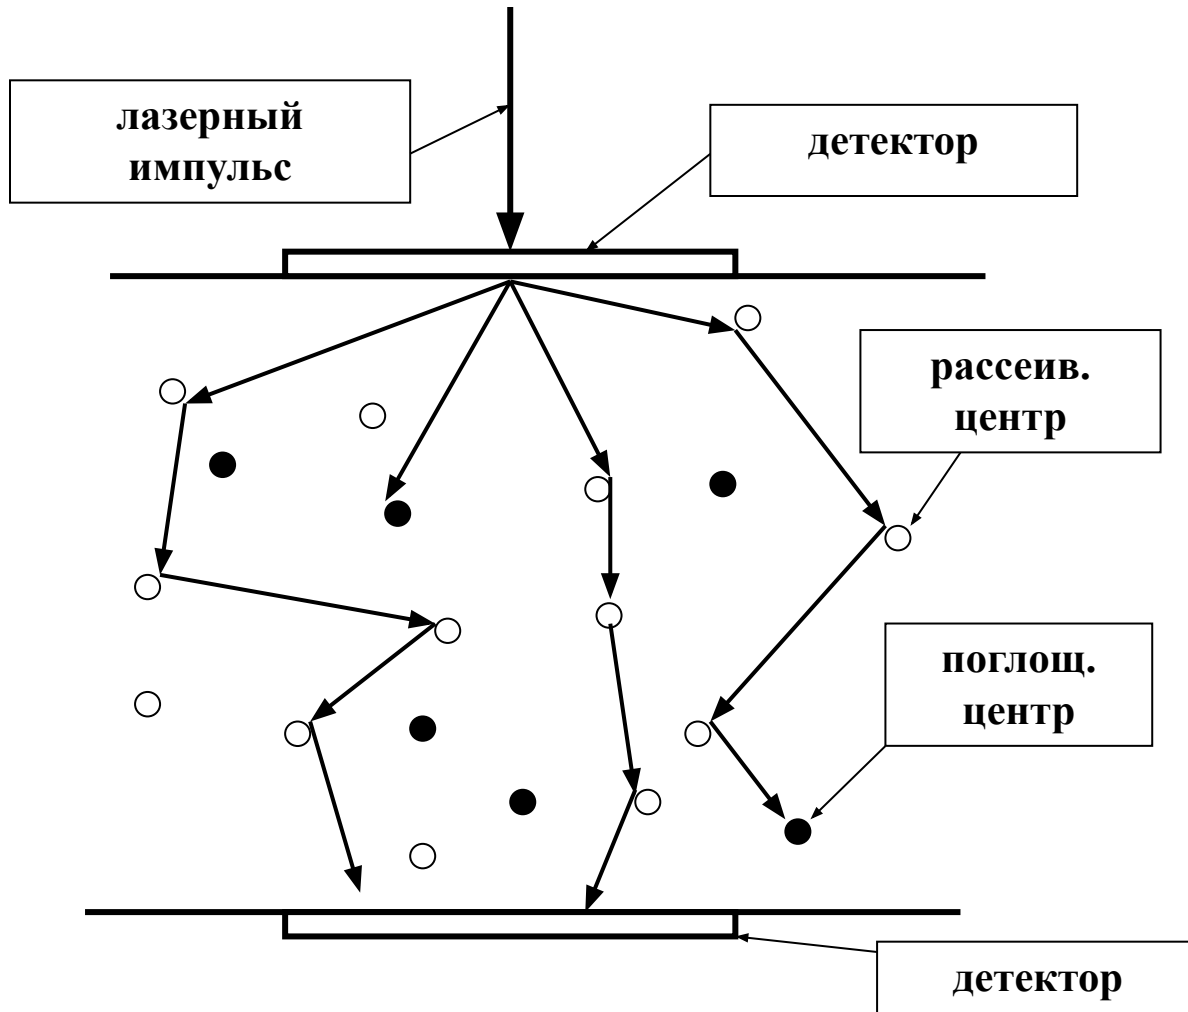 лазерный
импульс
детектор
рассеив.
центр
поглощ.
центр
детектор